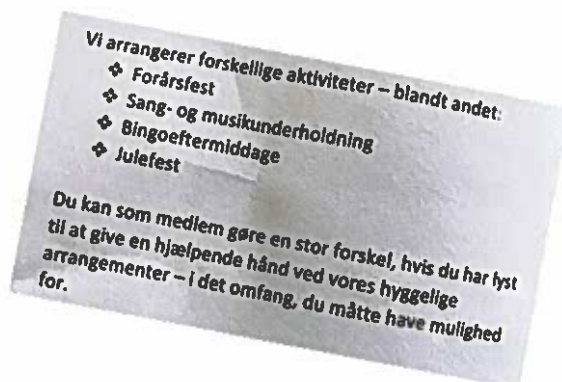 Vi arrangerer forskellige aktiviteter – blandt andet:
❖ Forårsfest
❖ Sang- og musikunderholdning
❖ Bingoeftermiddage
❖ Julefest
Du kan som medlem gøre en stor forskel, hvis du har lyst
til at give en hjælpende hånd ved vores hyggelige
arrangementer – i det omfang, du måtte have mulighed
for.